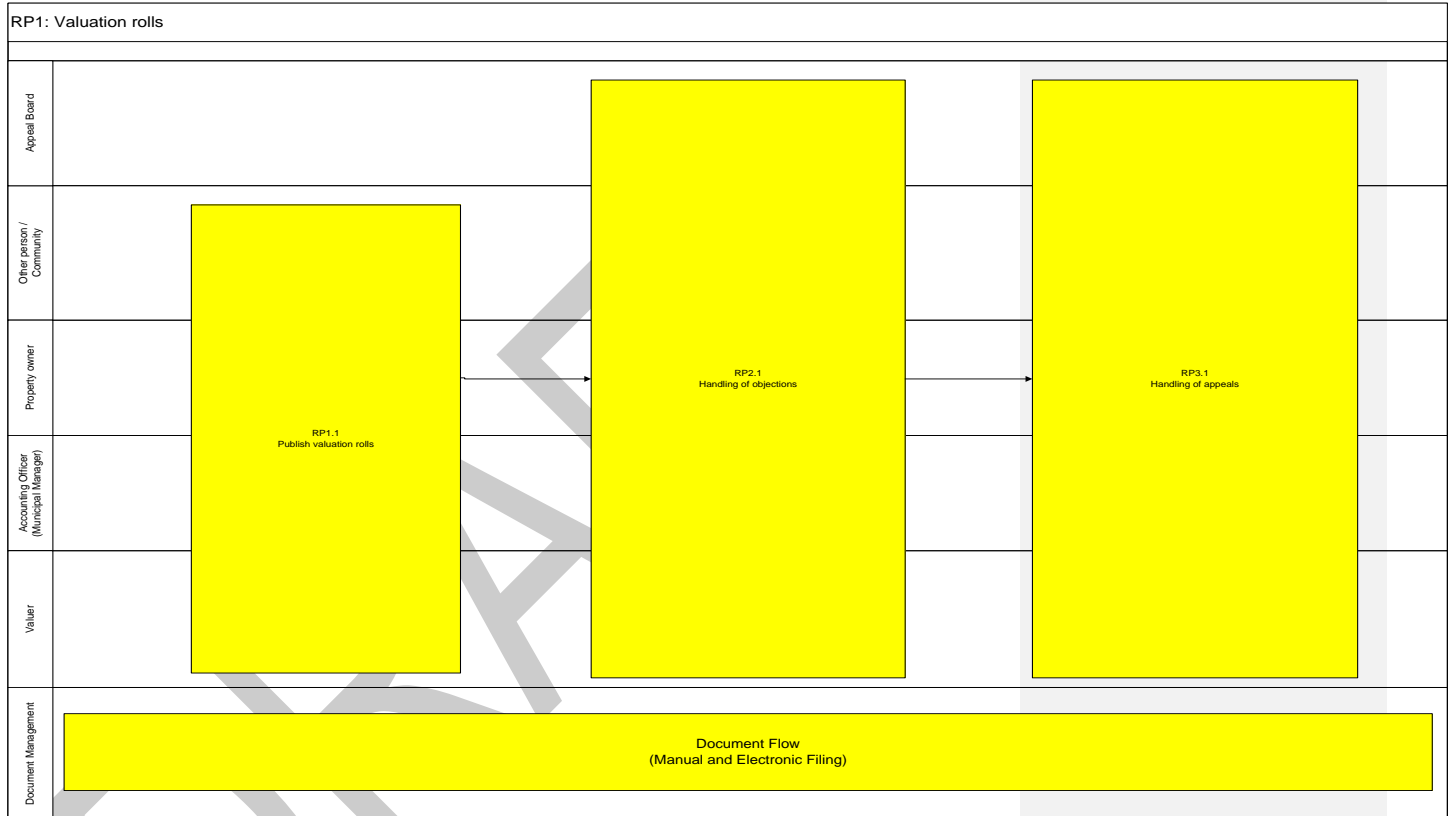 RP1: Valuation rolls
Appeal Board
Other person /
Community
Property owner
Accounting Officer
(Municipal Manager)
Valuer
Document Management
RP1.1
Publish valuation rolls
RP2.1
Handling of objections
RP3.1
Handling of appeals
Document Flow
(Manual and Electronic Filing)